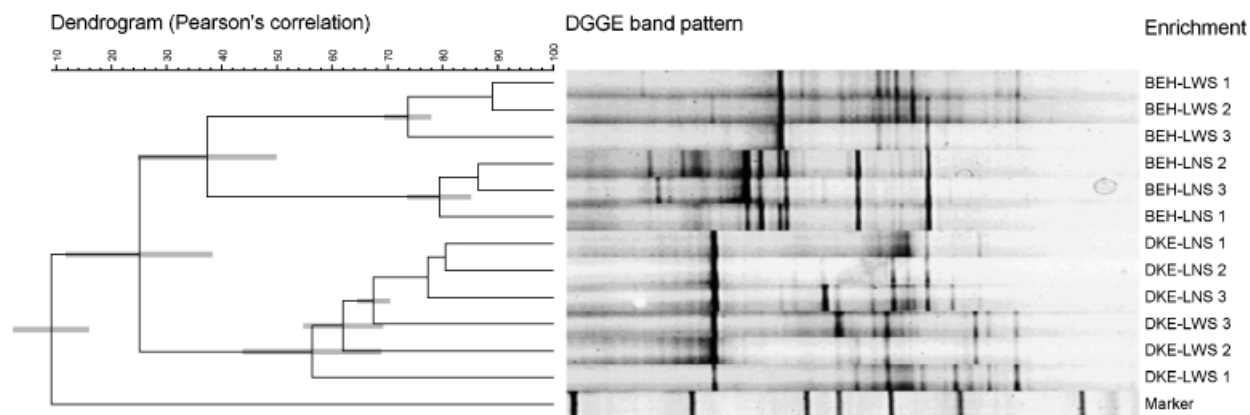 Dendrogram (Pearson's correlation) DGGE band pattern Enrichment
10 20 30 40 50 60 70 80 90 100
BEH-LWS 1
BEH-LWS 2
BEH-LWS 3
BEH-LNS 2
BEH-LNS 3
BEH-LNS 1
DKE-LNS 1
DKE-LNS 2
DKE-LNS 3
DKE-LWS 3
DKE-LWS 2
DKE-LWS 1
Marker